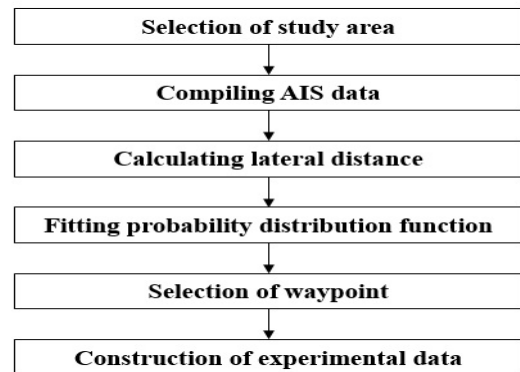 Selection of study area
Compiling AIS data
Calculating lateral distance
Fitting probability distribution function
Selection of waypoint
Construction of experimental data